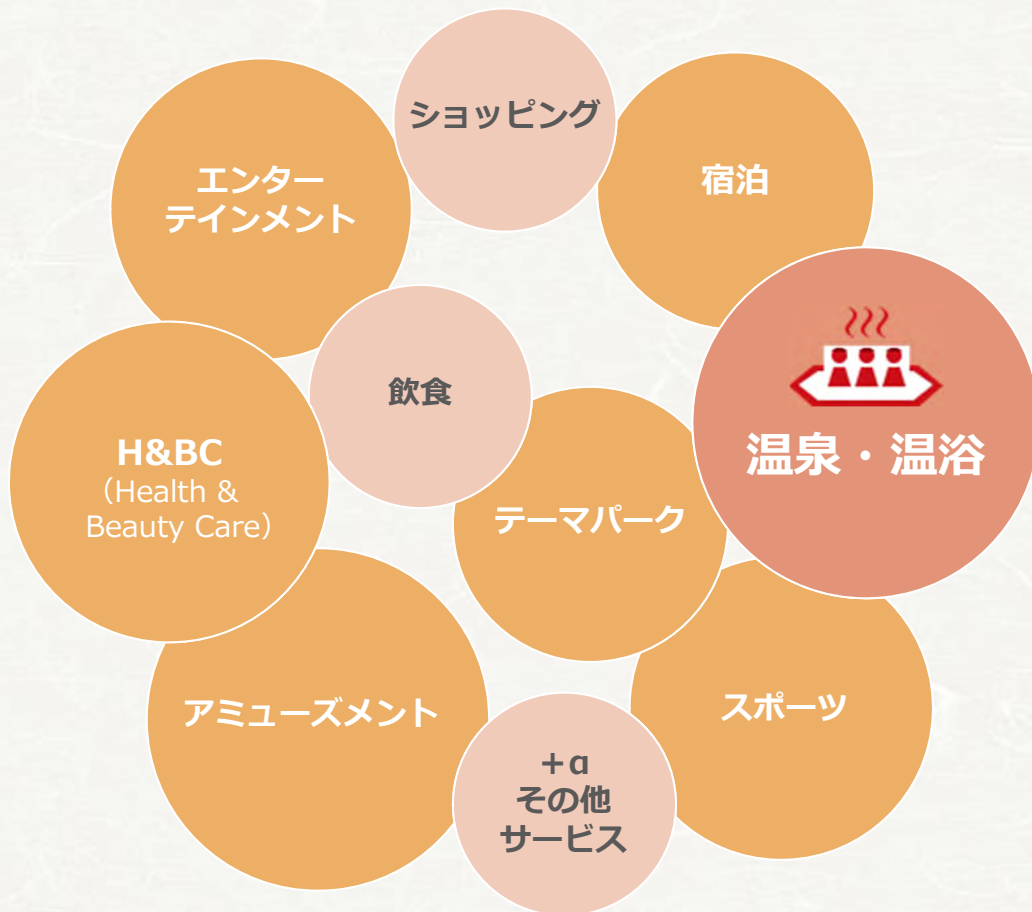 ショッピング
エンター
テインメント
宿泊
飲食
温泉・温浴
H&BC
（Health &
Beauty Care）
テーマパーク
アミューズメント
スポーツ
＋α
その他
サービス